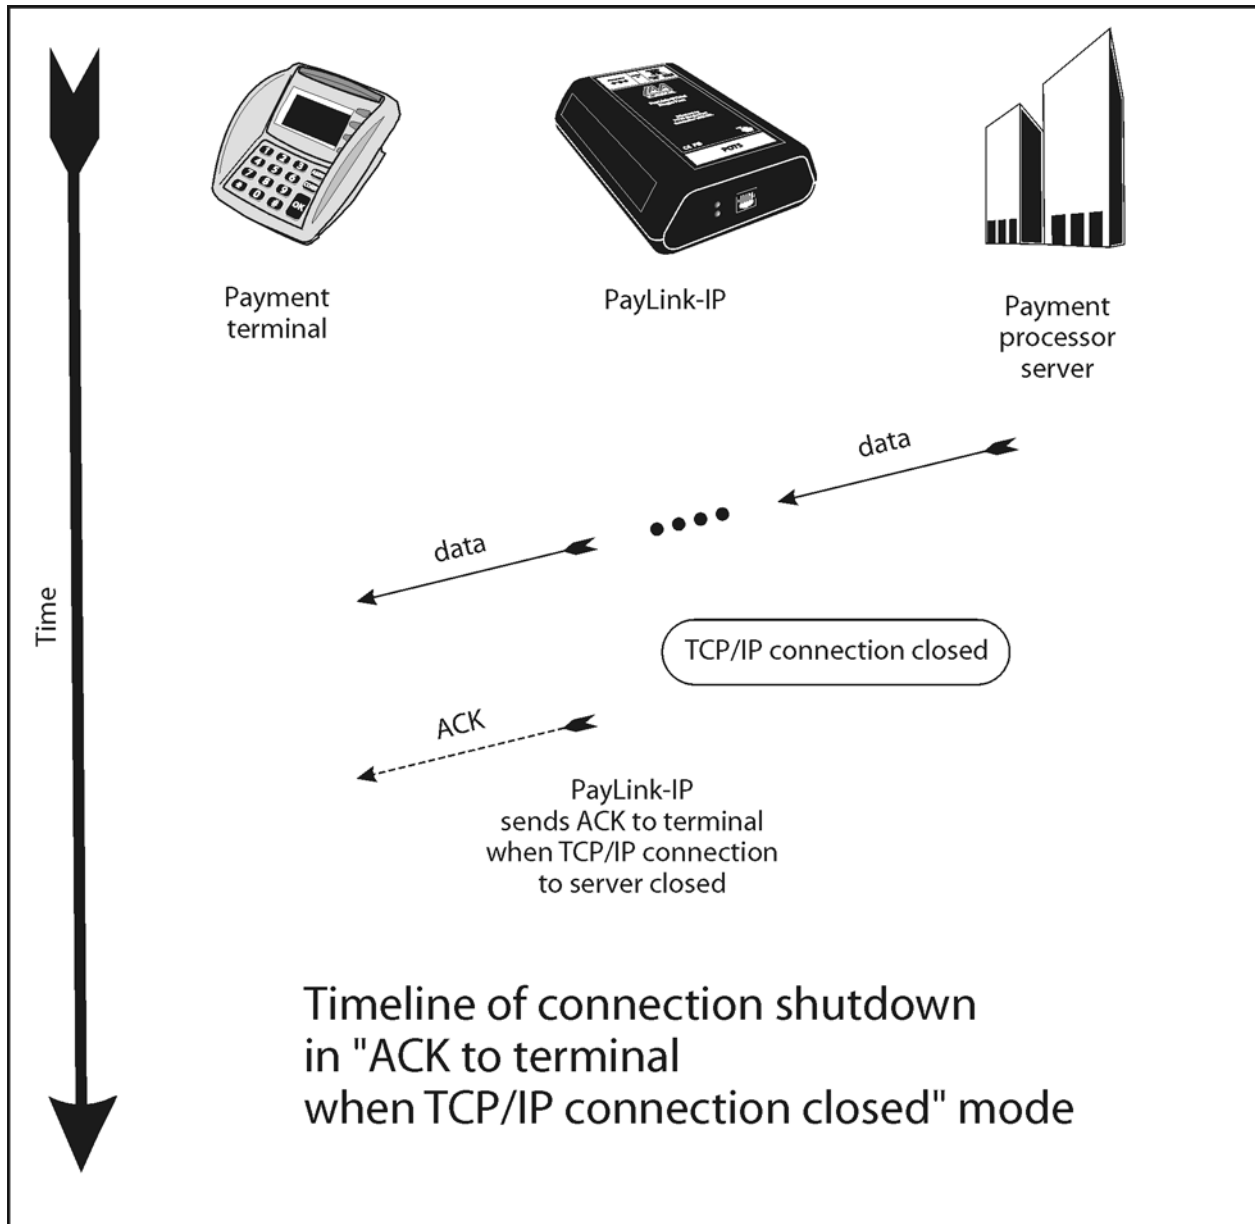 POTS
Payment
terminal
PayLink-IP
Payment
processor
server
data
data
Time
TCP/IP connection closed
ACK
PayLink-IP
sends ACK to terminal
when TCP/IP connection
to server closed
Timeline of connection shutdown
in "ACK to terminal
when TCP/IP connection closed" mode